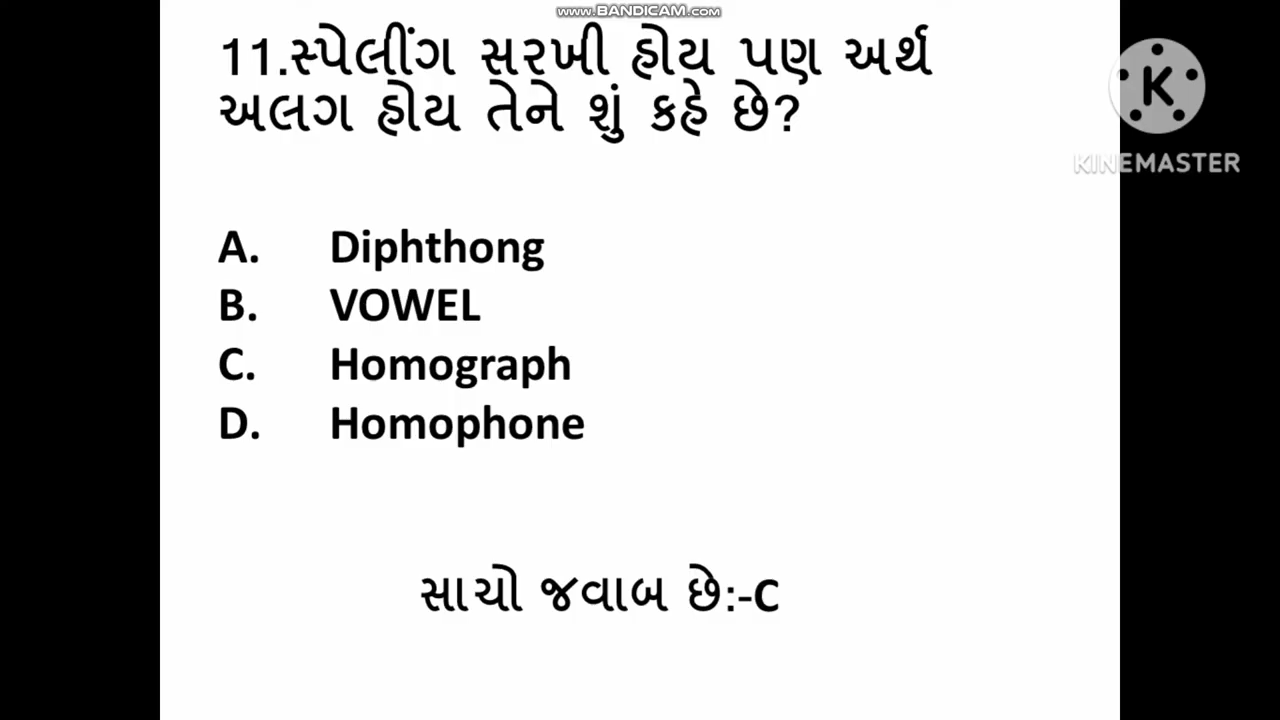 www.BANDICAM.com
11.સ્પેલીંગ સરખી હોય પણ અર્થ
અલગ હોય તેને શું કહે છે?
K
KINEMASTER
A. Diphthong
B. VOWEL
C. Homograph
D. Homophone
સાચો જવાબ છે:-C